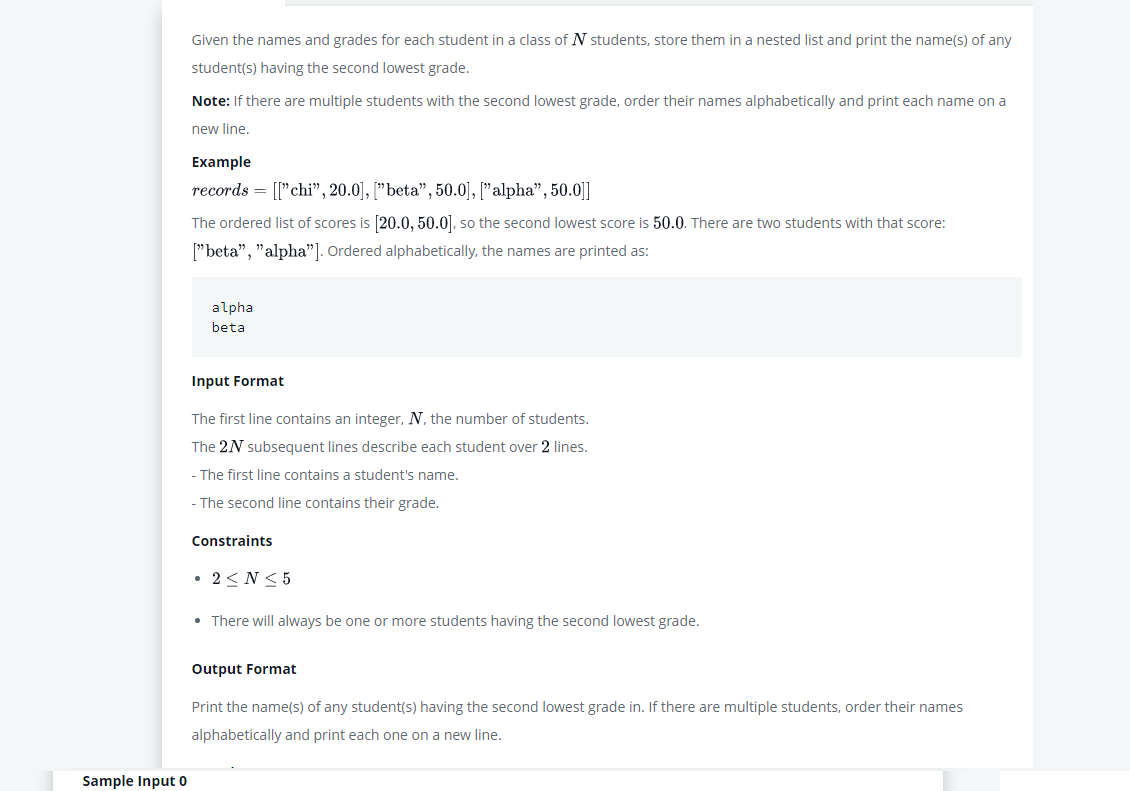 Given the names and grades for each student in a class of N students, store them in a nested list and print the name(s) of any
student(s) having the second lowest grade.
Note: If there are multiple students with the second lowest grade, order their names alphabetically and print each name on a
new line.
Example
records = [["chi", 20.0], ["beta", 50.0], ["alpha", 50.0]]
The ordered list of scores is [20.0, 50.0], so the second lowest score is 50.0. There are two students with that score:
["beta", "alpha"]. Ordered alphabetically, the names are printed as:
alpha
beta
Input Format
The first line contains an integer, N, the number of students.
The 2N subsequent lines describe each student over 2 lines.
- The first line contains a student's name.
- The second line contains their grade.
Constraints
• 2 ≤ N ≤ 5
• There will always be one or more students having the second lowest grade.
Output Format
Print the name(s) of any student(s) having the second lowest grade in. If there are multiple students, order their names
alphabetically and print each one on a new line.
Sample Input 0